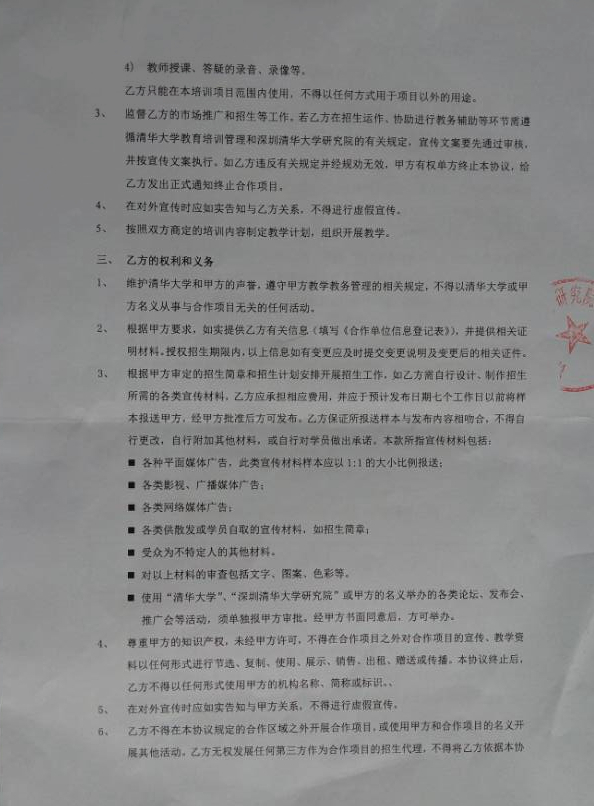 4) 教师授课、答疑的录音、录像等。
乙方只能在本培训项目范围内使用，不得以任何方式用于项目以外的用途。
3、 监督乙方的市场推广和招生等工作。若乙方在招生运作、协助进行教务辅助等环节需遵
循清华大学教育培训管理和深圳清华大学研究院的有关规定，宣传文案要先通过审核，
并按宣传文案执行。如乙方违反有关规定并经规劝无效，甲方有权单方终止本协议，给
乙方发出正式通知终止合作项目。
4、 在对外宣传时应如实告知与乙方关系，不得进行虚假宣传。
5、 按照双方商定的培训内容制定教学计划，组织开展教学。
三、 乙方的权利和义务
1、 维护清华大学和甲方的声誉，遵守甲方教学教务管理的相关规定，不得以清华大学或甲
方名义从事与合作项目无关的任何活动。
2、 根据甲方要求，如实提供乙方有关信息（填写《合作单位信息登记表》），并提供相关证
明材料。授权招生期限内，以上信息如有变更应及时提交变更说明及变更后的相关证件。
3、 根据甲方审定的招生简章和招生计划安排开展招生工作，如乙方需自行设计、制作招生
所需的各类宣传材料，乙方应承担相应费用，并应于预计发布日期七个工作日以前将样
本报送甲方，经甲方批准后方可发布。乙方保证所报送样本与发布内容相吻合，不得自
行更改，自行附加其他材料，或自行对学员做出承诺。本款所指宣传材料包括：
■ 各种平面媒体广告，此类宣传材料样本应以 1:1 的大小比例报送；
■ 各类影视、广播媒体广告；
■ 各类网络媒体广告；
■ 各类供散发或学员自取的宣传材料，如招生简章；
■ 受众为不特定人的其他材料。
■ 对以上材料的审查包括文字、图案、色彩等。
■ 使用“清华大学”、“深圳清华大学研究院”或甲方的名义举办的各类论坛、发布会、
推广会等活动，须单独报甲方审批。经甲方书面同意后，方可举办。
4、 尊重甲方的知识产权，未经甲方许可，不得在合作项目之外对合作项目的宣传、教学资
料以任何形式进行节选、复制、使用、展示、销售、出租、赠送或传播。本协议终止后，
乙方不得以任何形式使用甲方的机构名称、简称或标识。、
5、 在对外宣传时应如实告知与甲方关系，不得进行虚假宣传。
6、 乙方不得在本协议规定的合作区域之外开展合作项目，或使用甲方和合作项目的名义开
展其他活动。乙方无权发展任何第三方作为合作项目的招生代理，不得将乙方依据本协
研究院